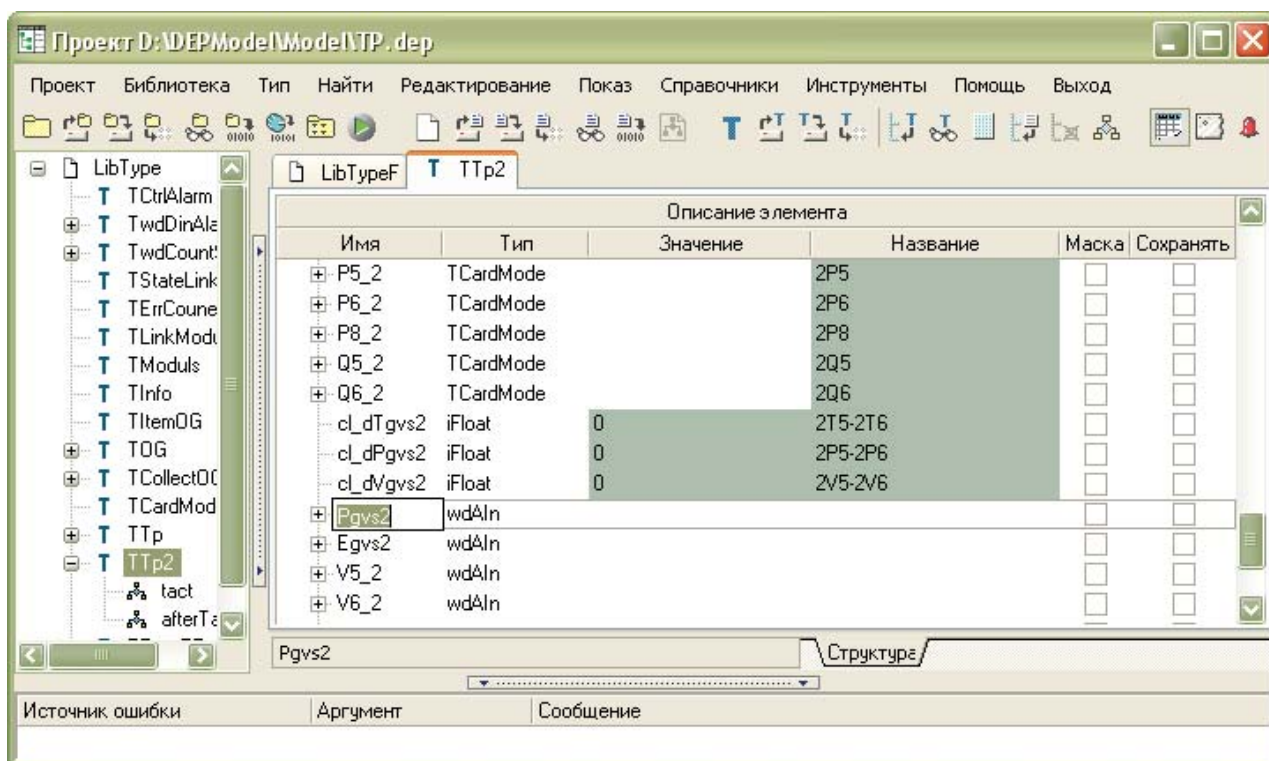 Проект D:\DEPModel\Model\TP.dep
Проект Библиотека Тип Найти Редактирование Показ Справочники Инструменты Помощь Выход
LibType
TCtrlAlarm
TwdDinAla
TwdCount
TStateLink
TErrCoune
TLinkModu
TModuls
TInfo
TItemOG
TOG
TCollectOG
TCardMod
TTp
TTp2
tact
afterTa
LibTypeF T TTp2
Описание элемента
Имя Тип Значение Название Маска Сохранять
P5_2 TCardMode 2P5
P6_2 TCardMode 2P6
P8_2 TCardMode 2P8
Q5_2 TCardMode 2Q5
Q6_2 TCardMode 2Q6
cl_dTgvs2 iFloat 0 2T5-2T6
cl_dPgvs2 iFloat 0 2P5-2P6
cl_dVgvs2 iFloat 0 2V5-2V6
Pgvs2 wdAIn
Egvs2 wdAIn
V5_2 wdAIn
V6_2 wdAIn
Pgvs2 Структура
Источник ошибки Аргумент Сообщение